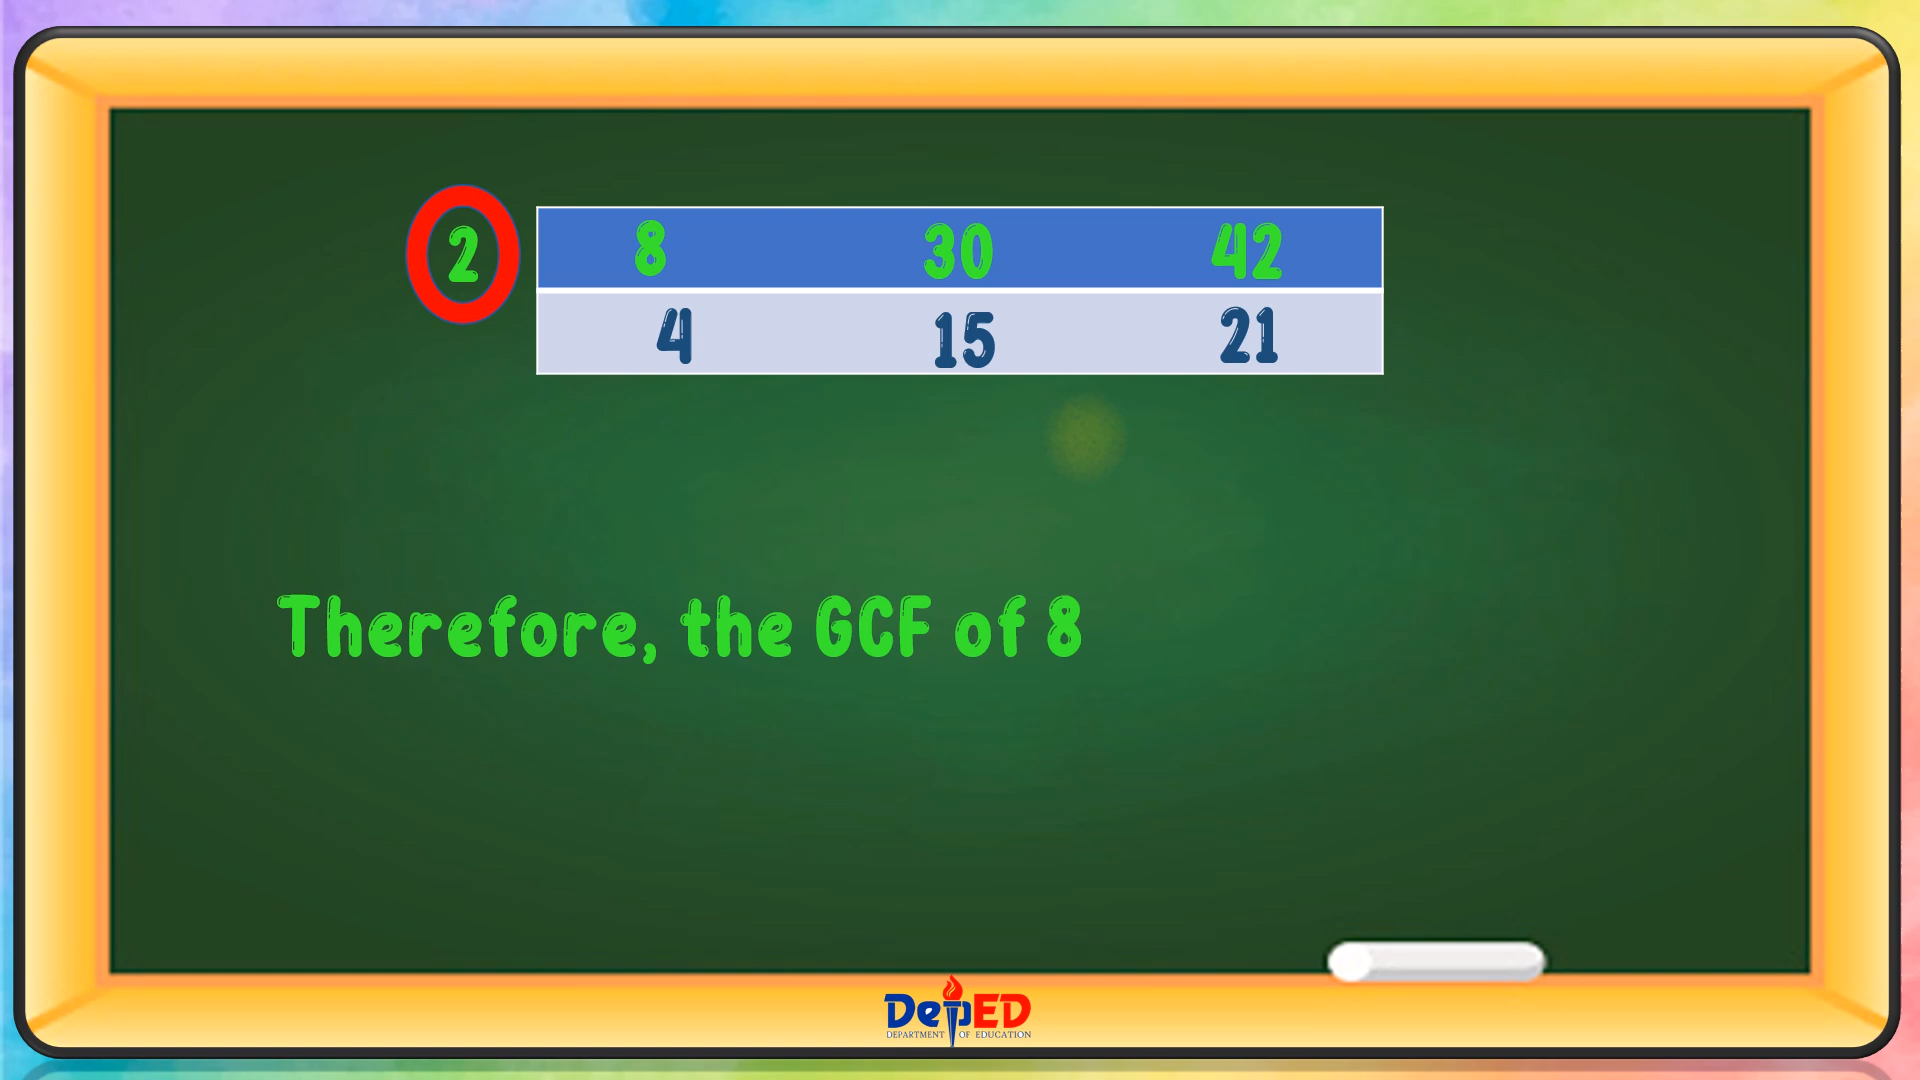 2 8 30 42
4 15 21
Therefore, the GCF of 8
DepED
DEPARTMENT OF EDUCATION